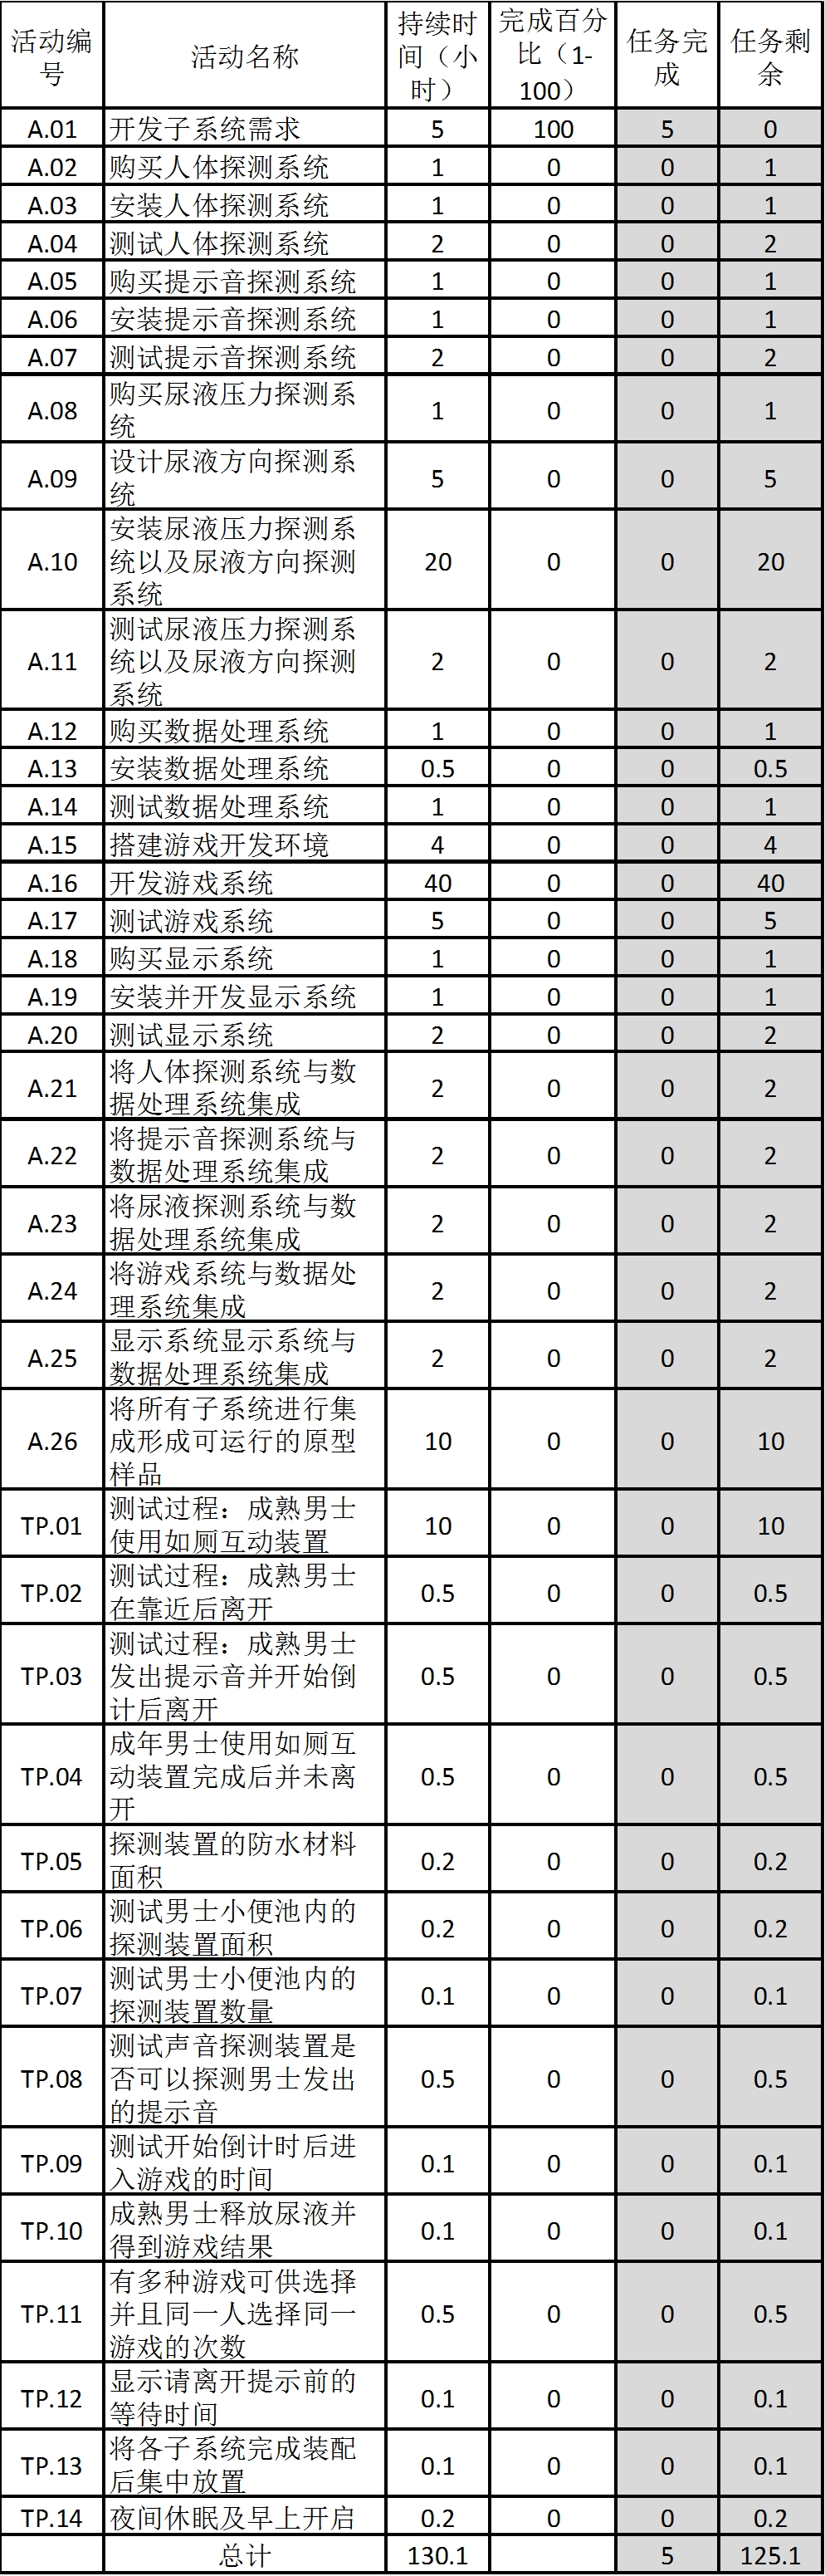 活动编号 活动名称 持续时间（小时） 完成百分比（1-100） 任务完成 任务剩余
A.01 开发子系统需求 5 100 5 0
A.02 购买人体探测系统 1 0 0 1
A.03 安装人体探测系统 1 0 0 1
A.04 测试人体探测系统 2 0 0 2
A.05 购买提示音探测系统 1 0 0 1
A.06 安装提示音探测系统 1 0 0 1
A.07 测试提示音探测系统 2 0 0 2
A.08 购买尿液压力探测系统 1 0 0 1
A.09 设计尿液方向探测系统 5 0 0 5
A.10 安装尿液压力探测系统以及尿液方向探测系统 20 0 0 20
A.11 测试尿液压力探测系统以及尿液方向探测系统 2 0 0 2
A.12 购买数据处理系统 1 0 0 1
A.13 安装数据处理系统 0.5 0 0 0.5
A.14 测试数据处理系统 1 0 0 1
A.15 搭建游戏开发环境 4 0 0 4
A.16 开发游戏系统 40 0 0 40
A.17 测试游戏系统 5 0 0 5
A.18 购买显示系统 1 0 0 1
A.19 安装并开发显示系统 1 0 0 1
A.20 测试显示系统 2 0 0 2
A.21 将人体探测系统与数据处理系统集成 2 0 0 2
A.22 将提示音探测系统与数据处理系统集成 2 0 0 2
A.23 将尿液探测系统与数据处理系统集成 2 0 0 2
A.24 将游戏系统与数据处理系统集成 2 0 0 2
A.25 显示系统显示系统与数据处理系统集成 2 0 0 2
A.26 将所有子系统进行集成形成可运行的原型样品 10 0 0 10
TP.01 测试过程：成熟男士使用如厕互动装置 10 0 0 10
TP.02 测试过程：成熟男士在靠近后离开 0.5 0 0 0.5
TP.03 测试过程：成熟男士发出提示音并开始倒计后离开 0.5 0 0 0.5
TP.04 成年男士使用如厕互动装置完成后并未离开 0.5 0 0 0.5
TP.05 探测装置的防水材料面积 0.2 0 0 0.2
TP.06 测试男士小便池内的探测装置面积 0.2 0 0 0.2
TP.07 测试男士小便池内的探测装置数量 0.1 0 0 0.1
TP.08 测试声音探测装置是否可以探测男士发出的提示音 0.5 0 0 0.5
TP.09 测试开始倒计时后进入游戏的时间 0.1 0 0 0.1
TP.10 成熟男士释放尿液并得到游戏结果 0.1 0 0 0.1
TP.11 有多种游戏可供选择并且同一人选择同一游戏的次数 0.5 0 0 0.5
TP.12 显示请离开提示前的等待时间 0.1 0 0 0.1
TP.13 将各子系统完成装配后集中放置 0.1 0 0 0.1
TP.14 夜间休眠及早上开启 0.2 0 0 0.2
总计 130.1 5 125.1